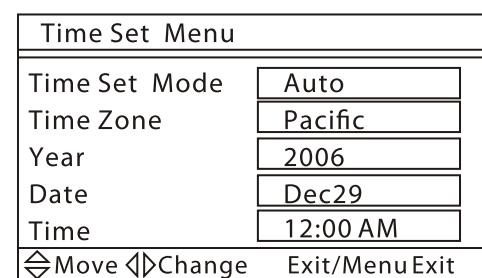 Time Set Menu
Time Set Mode Auto
Time Zone Pacific
Year 2006
Date Dec29
Time 12:00 AM
Move Change Exit/Menu Exit